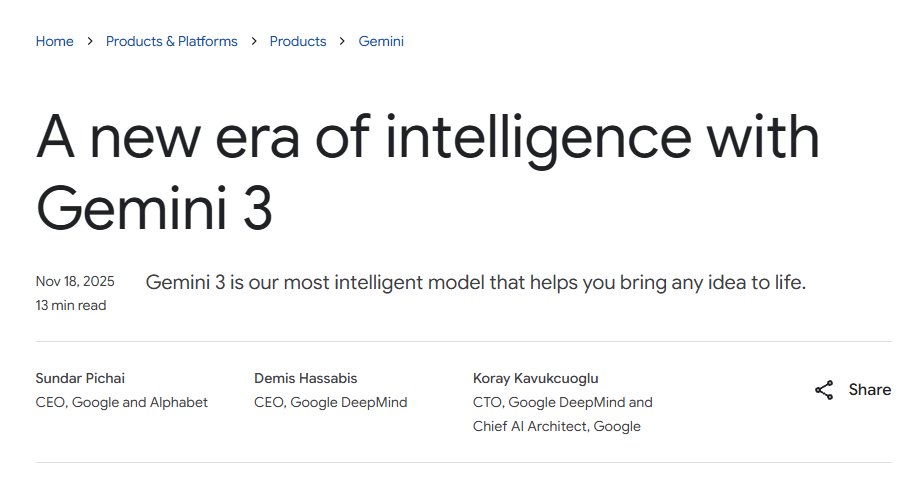 Home > Products & Platforms > Products > Gemini
A new era of intelligence with
Gemini 3
Nov 18, 2025
13 min read
Gemini 3 is our most intelligent model that helps you bring any idea to life.
Sundar Pichai
CEO, Google and Alphabet
Demis Hassabis
CEO, Google DeepMind
Koray Kavukcuoglu
CTO, Google DeepMind and
Chief AI Architect, Google
Share